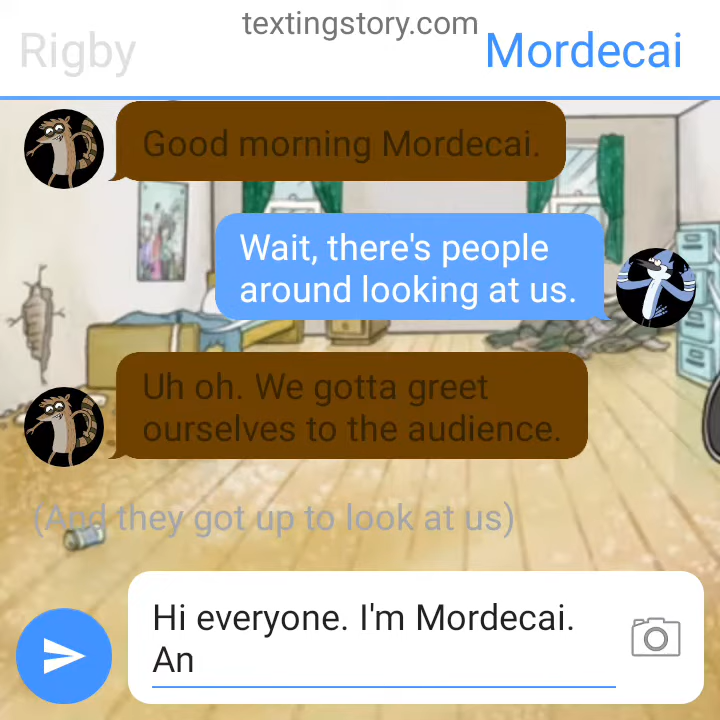 textingstory.com
Rigby
Mordecai
Good morning Mordecai.
Wait, there's people
around looking at us.
Uh oh. We gotta greet
ourselves to the audience.
(And they got up to look at us)
Hi everyone. I'm Mordecai.
An